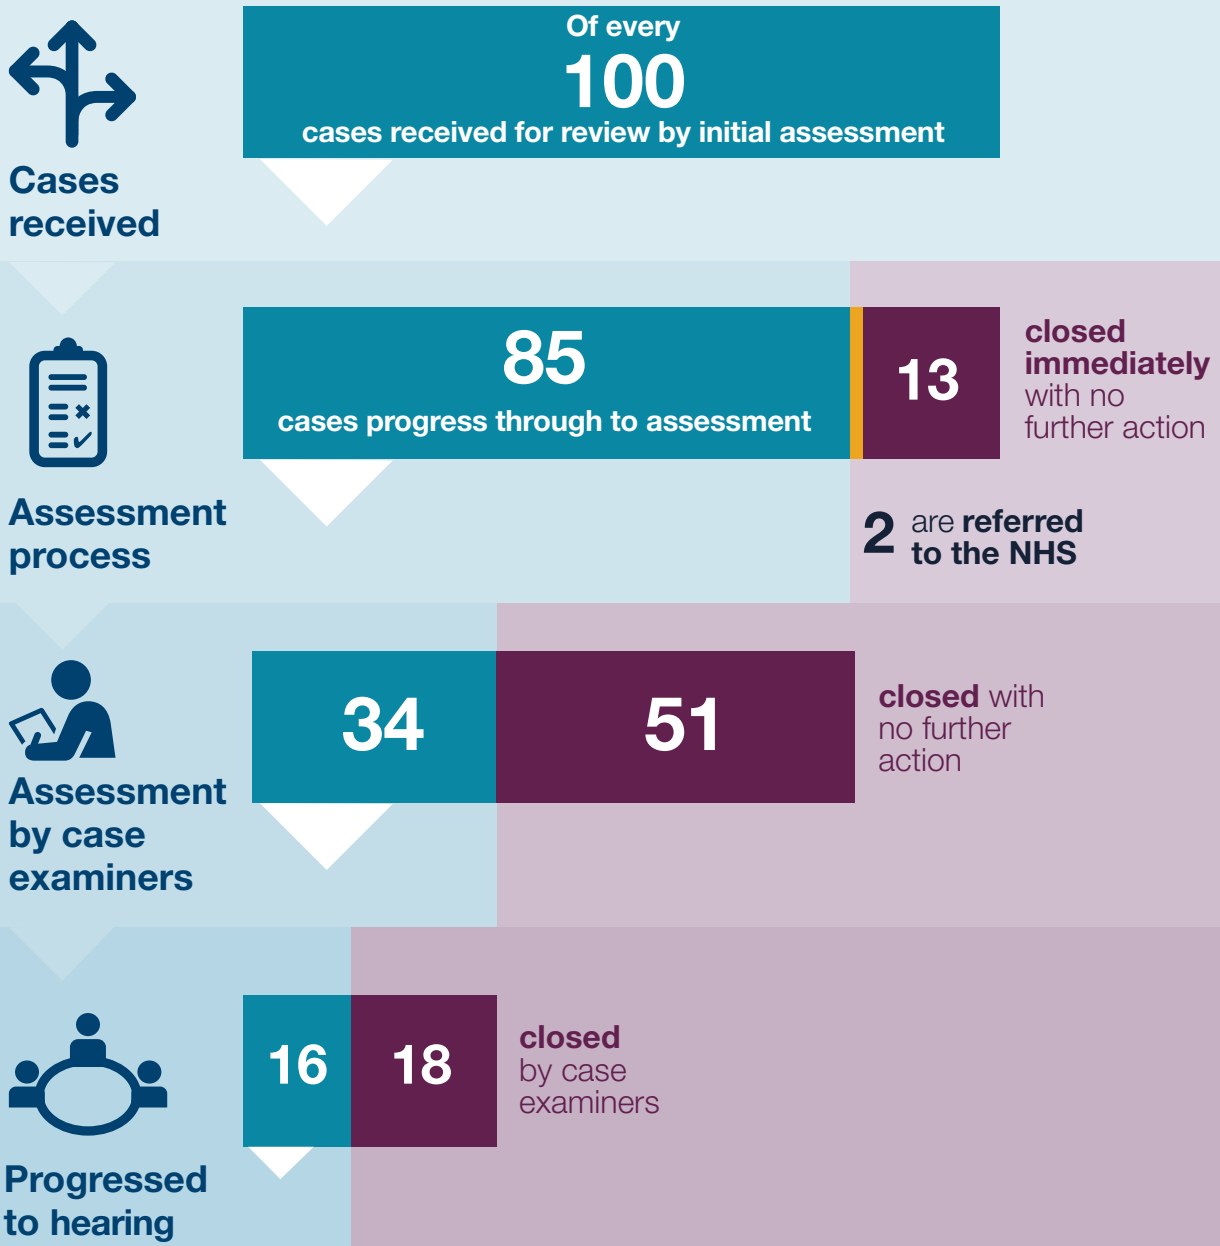 Of every
100
cases received for review by initial assessment
Cases
received
85
cases progress through to assessment
13
closed
immediately
with no
further action
2 are referred
to the NHS
Assessment
process
34
51
closed with
no further
action
Assessment
by case
examiners
16
18
closed
by case
examiners
Progressed
to hearing